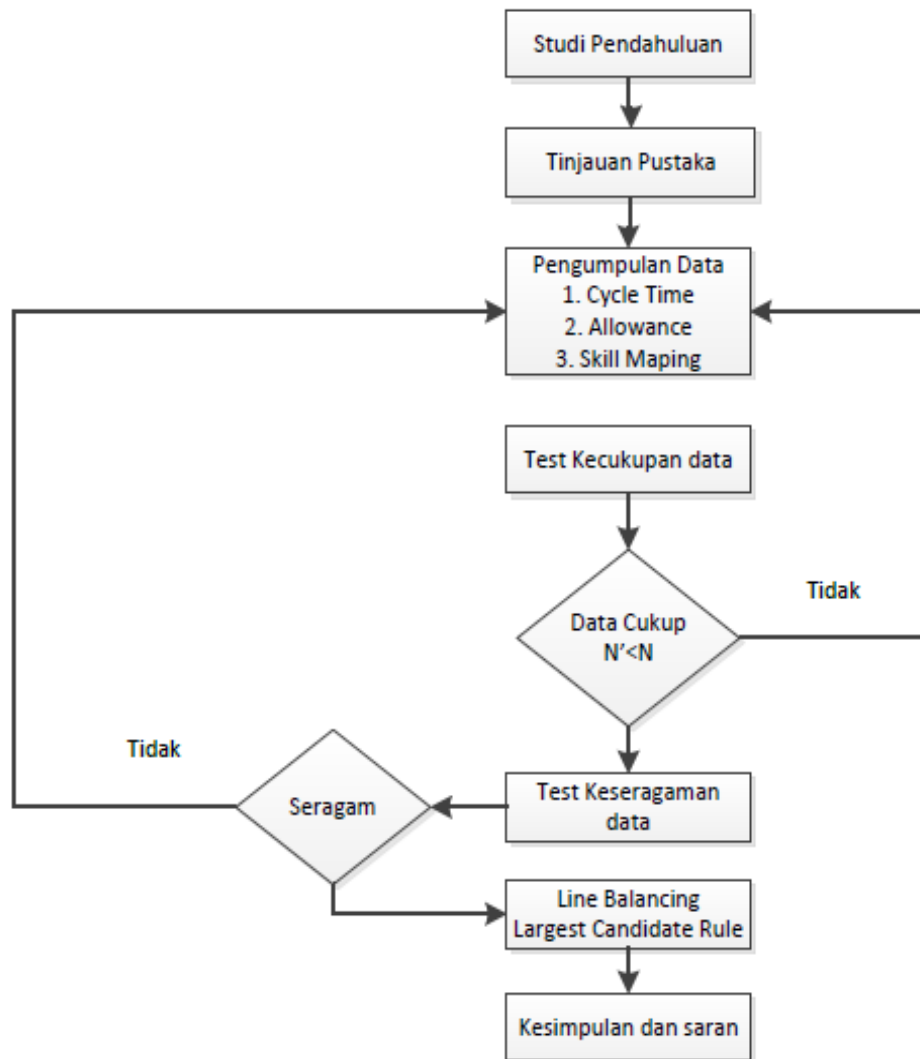 Studi Pendahuluan
Tinjauan Pustaka
Pengumpulan Data
1. Cycle Time
2. Allowance
3. Skill Maping
Test Kecukupan data
Data Cukup
N'<N
Tidak
Tidak
Seragam
Test Keseragaman
data
Line Balancing
Largest Candidate Rule
Kesimpulan dan saran